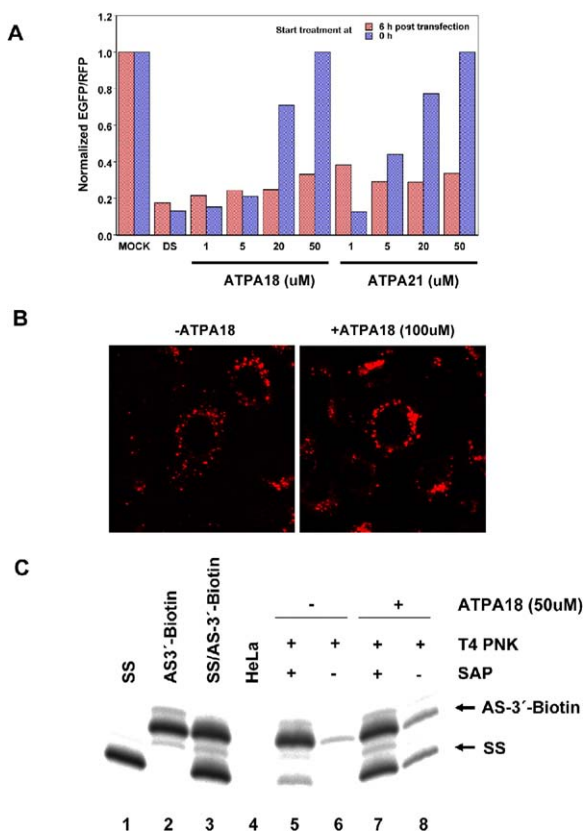 A
Normalized EGFP/RFP
1.2
1.0
0.8
0.6
0.4
0.2
0.0
Start treatment at
6 h post transfection
0 h
MOCK DS 1 5 20 50 1 5 20 50
ATPA18 (uM) ATPA21 (uM)
B
-ATPA18 +ATPA18 (100uM)
C
SS
AS3´-Biotin
SS/AS-3´-Biotin
HeLa
- + ATPA18 (50uM)
+ + + + T4 PNK
+ - + - SAP
AS-3´-Biotin
SS
1 2 3 4 5 6 7 8